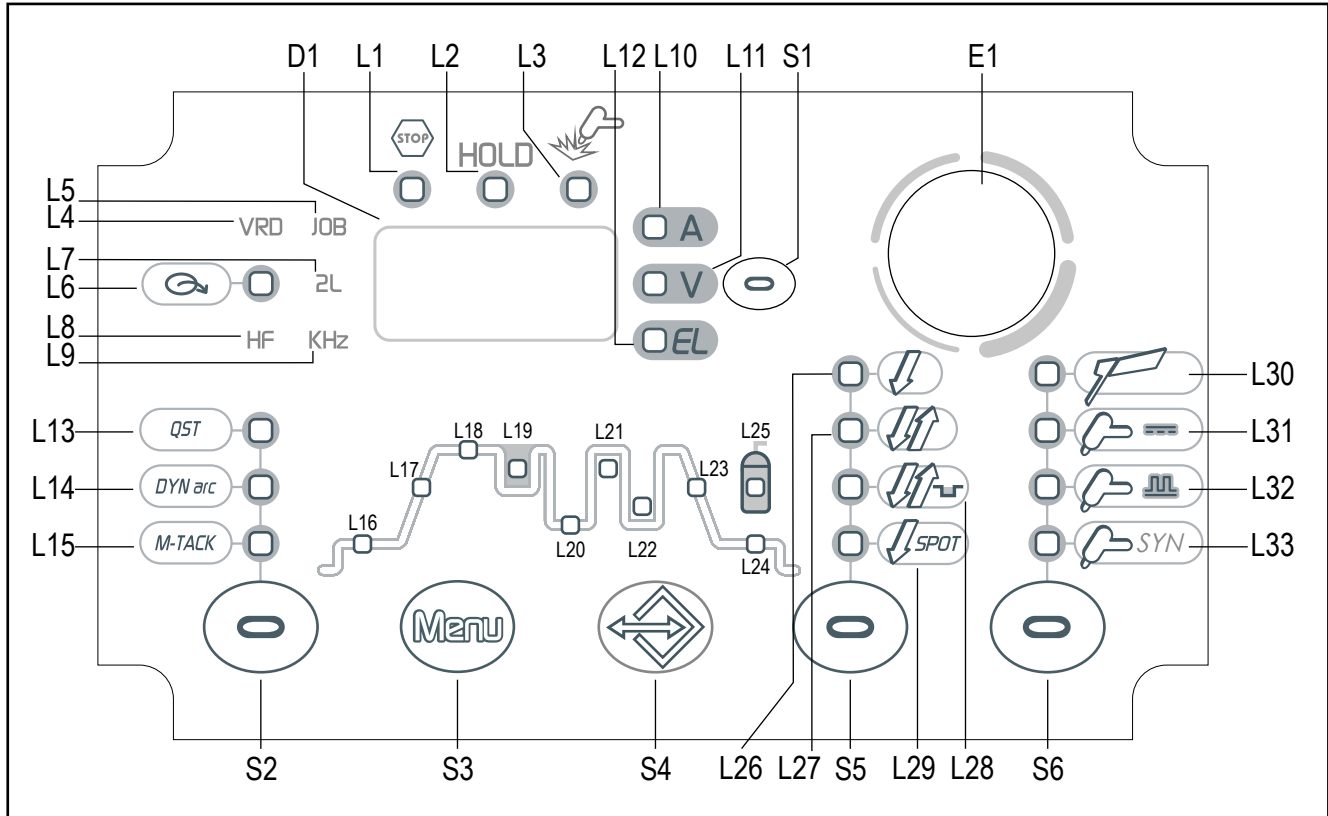 D1 L1 L2 L3 L12 L10 L11 S1 E1
STOP
HOLD
L5
L4 VRD JOB
A
L7
L6 2L
V
L8 HF KHz
L9
EL
L30
L13 QST L18 L19 L21 L25 L31
L14 DYN arc L17 L23 L32
L15 M-TACK L16 L20 L22 L24 SPOT SYN L33
Menu
S2 S3 S4 L26 L27 S5 L29 L28 S6